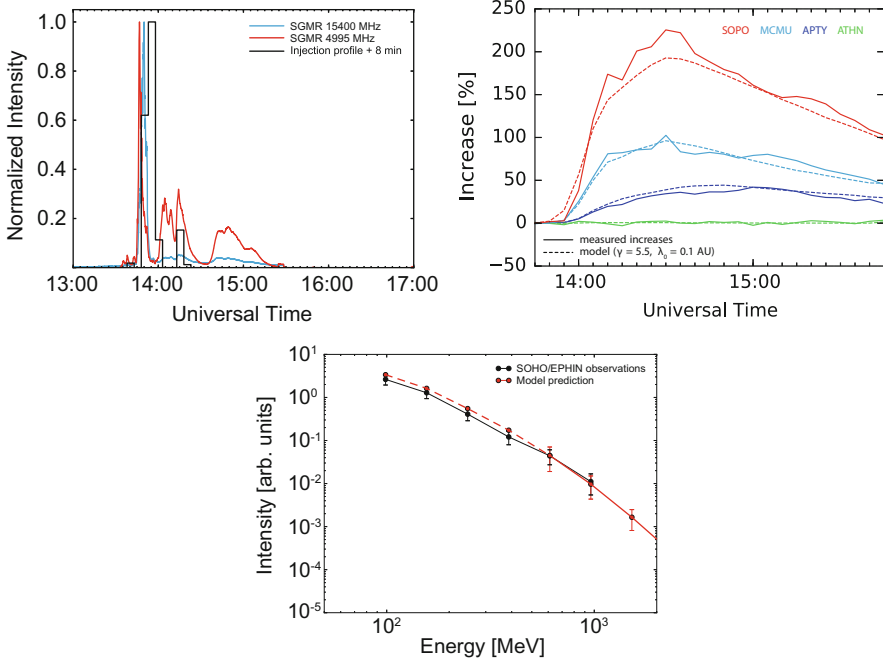 SGMR 15400 MHz
SGMR 4995 MHz
Injection profile + 8 min
Normalized Intensity
1.0
0.8
0.6
0.4
0.2
13:00 14:00 15:00 16:00 17:00
Universal Time
SOPO MCMU APTY ATHN
Increase [%]
250
200
150
100
50
0
−50
measured increases
model (γ = 5.5, λ₀ = 0.1 AU)
14:00 15:00
Universal Time
SOHO/EPHIN observations
Model prediction
Intensity [arb. units]
10¹
10⁰
10⁻¹
10⁻²
10⁻³
10⁻⁴
10⁻⁵
10² 10³
Energy [MeV]